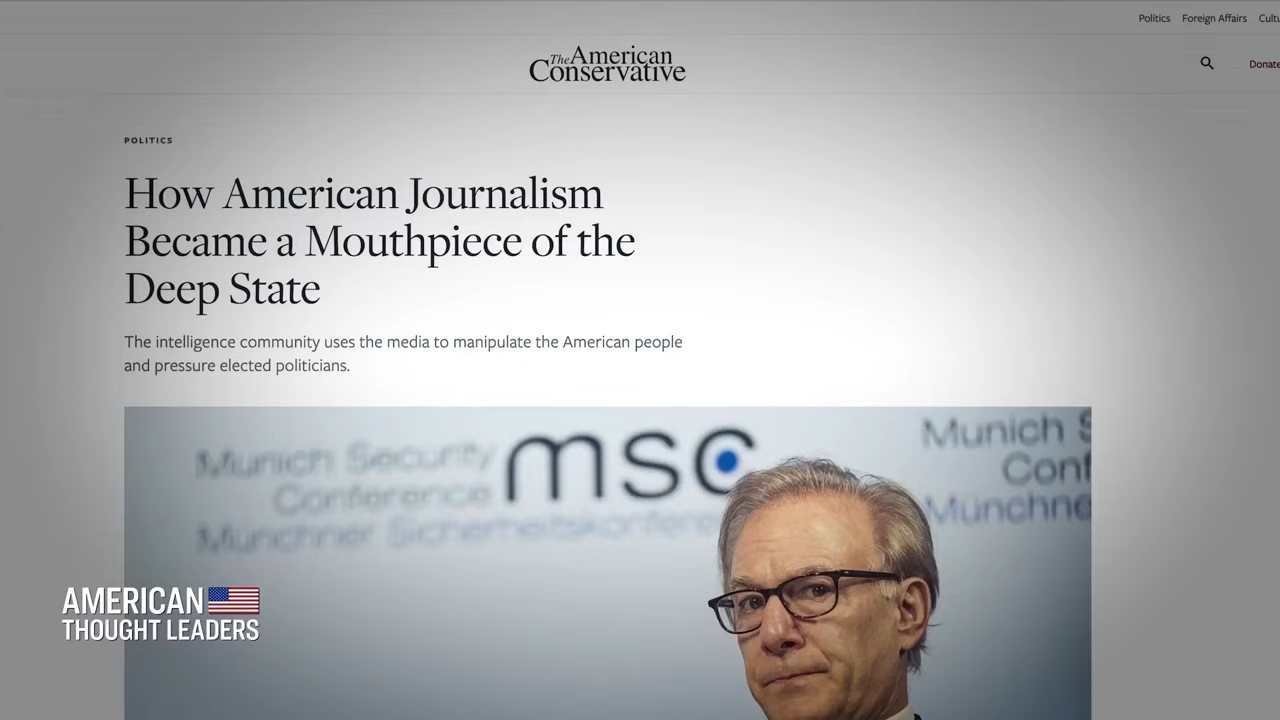 Politics Foreign Affairs
The American
Conservative
Donate
POLITICS
How American Journalism
Became a Mouthpiece of the
Deep State
The intelligence community uses the media to manipulate the American people
and pressure elected politicians.
msc
Munich Security
Conference
Münchner Sicherheitskonferenz
Munich S
Conf
Münchne
AMERICAN
THOUGHT LEADERS